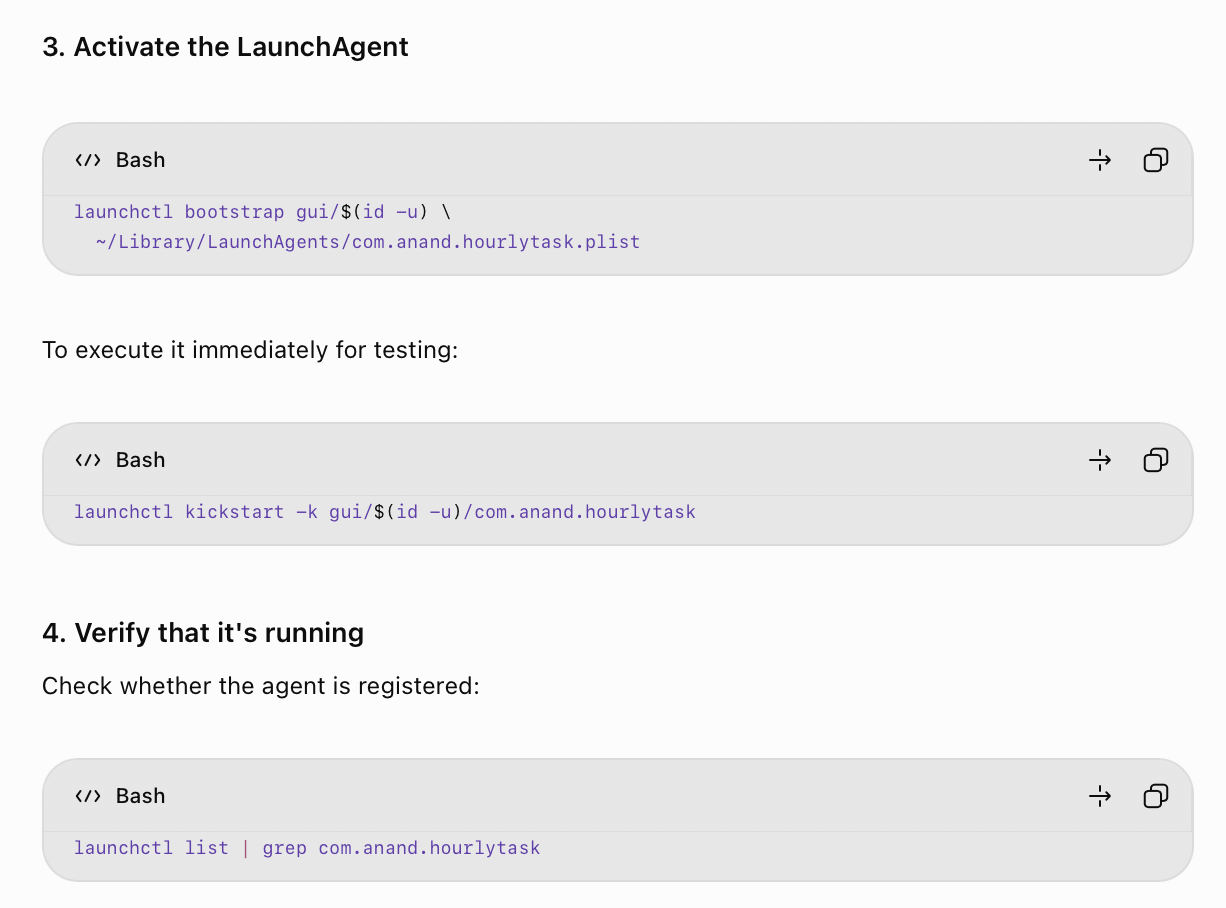 3. Activate the LaunchAgent
Bash
launchctl bootstrap gui/$(id -u) \
~/Library/LaunchAgents/com.anand.hourlytask.plist
To execute it immediately for testing:
Bash
launchctl kickstart -k gui/$(id -u)/com.anand.hourlytask
4. Verify that it's running
Check whether the agent is registered:
Bash
launchctl list | grep com.anand.hourlytask